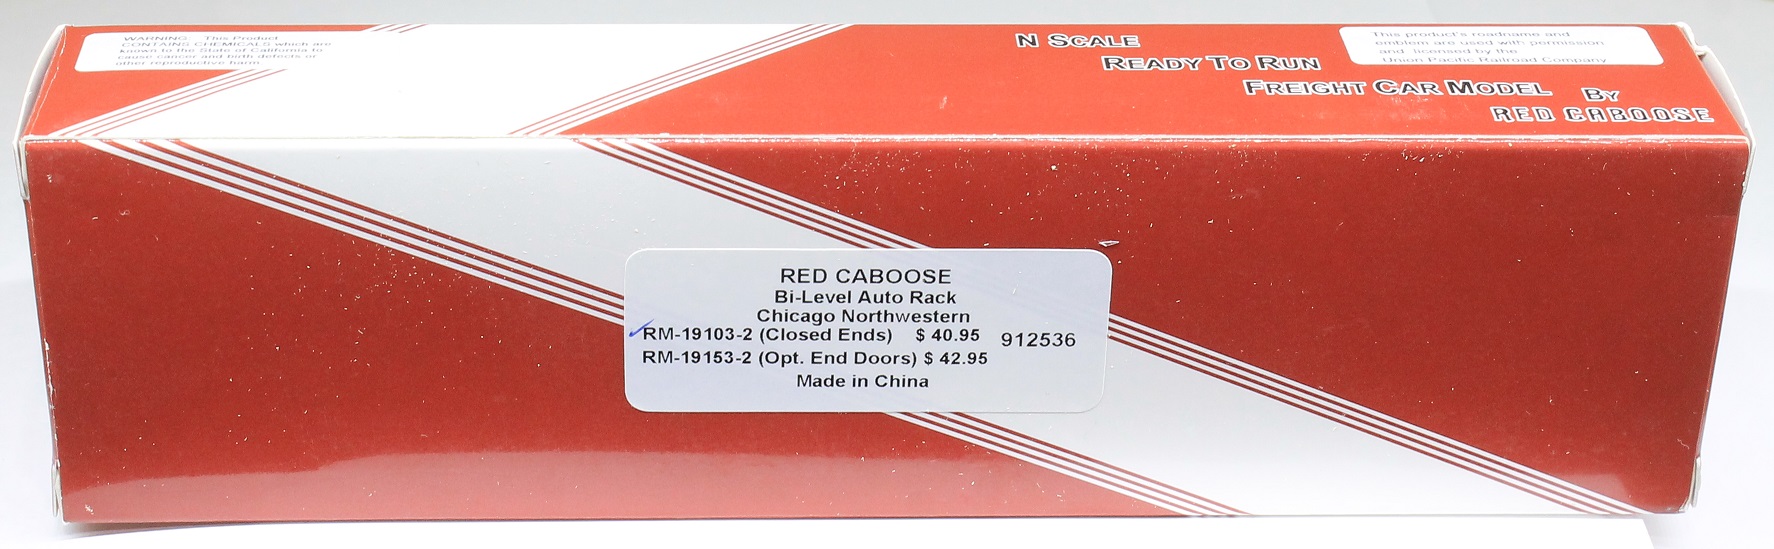 WARNING: This Product
CONTAINS CHEMICALS which are
known to the State of California to
cause cancer and birth defects or
other reproductive harm
N SCALE
READY TO RUN
FREIGHT CAR MODEL BY
RED CABOOSE
This product's roadname and
emblem are used with permission
and licensed by the
Union Pacific Railroad Company
RED CABOOSE
Bi-Level Auto Rack
Chicago Northwestern
RM-19103-2 (Closed Ends) $ 40.95 912536
RM-19153-2 (Opt. End Doors) $ 42.95
Made in China